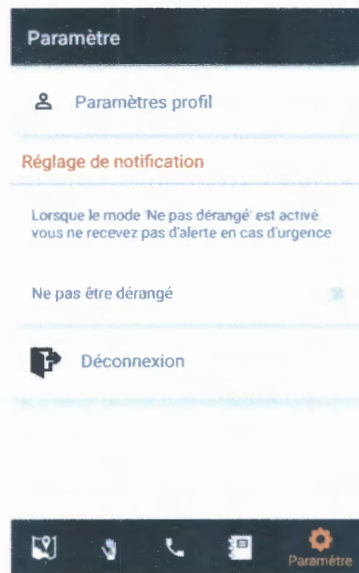 Paramètre
Paramètres profil
Réglage de notification
Lorsque le mode 'Ne pas dérangé' est activé
vous ne recevez pas d'alerte en cas d'urgence
Ne pas être dérangé
Déconnexion
Paramètre